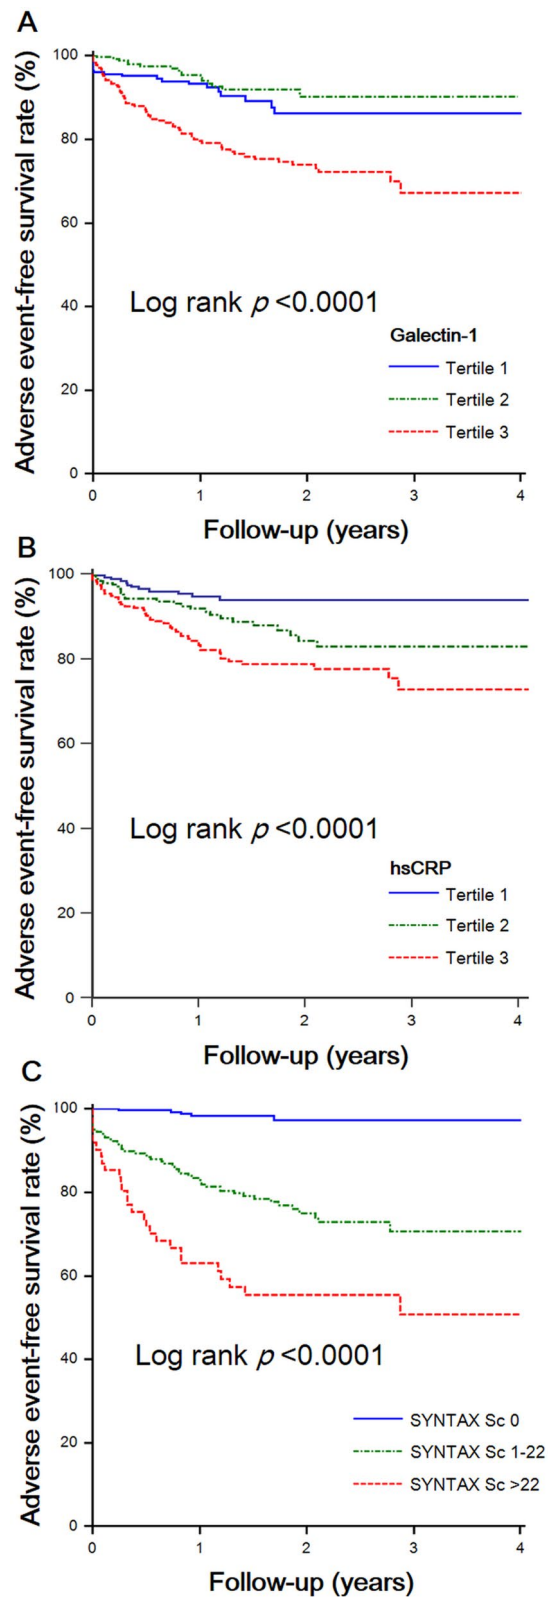 A
Adverse event-free survival rate (%)
100
80
60
40
20
0
Log rank p <0.0001
Galectin-1
Tertile 1
Tertile 2
Tertile 3
0 1 2 3 4
Follow-up (years)
B
Adverse event-free survival rate (%)
100
80
60
40
20
0
Log rank p <0.0001
hsCRP
Tertile 1
Tertile 2
Tertile 3
0 1 2 3 4
Follow-up (years)
C
Adverse event-free survival rate (%)
100
80
60
40
20
0
Log rank p <0.0001
SYNTAX Sc 0
SYNTAX Sc 1-22
SYNTAX Sc >22
0 1 2 3 4
Follow-up (years)